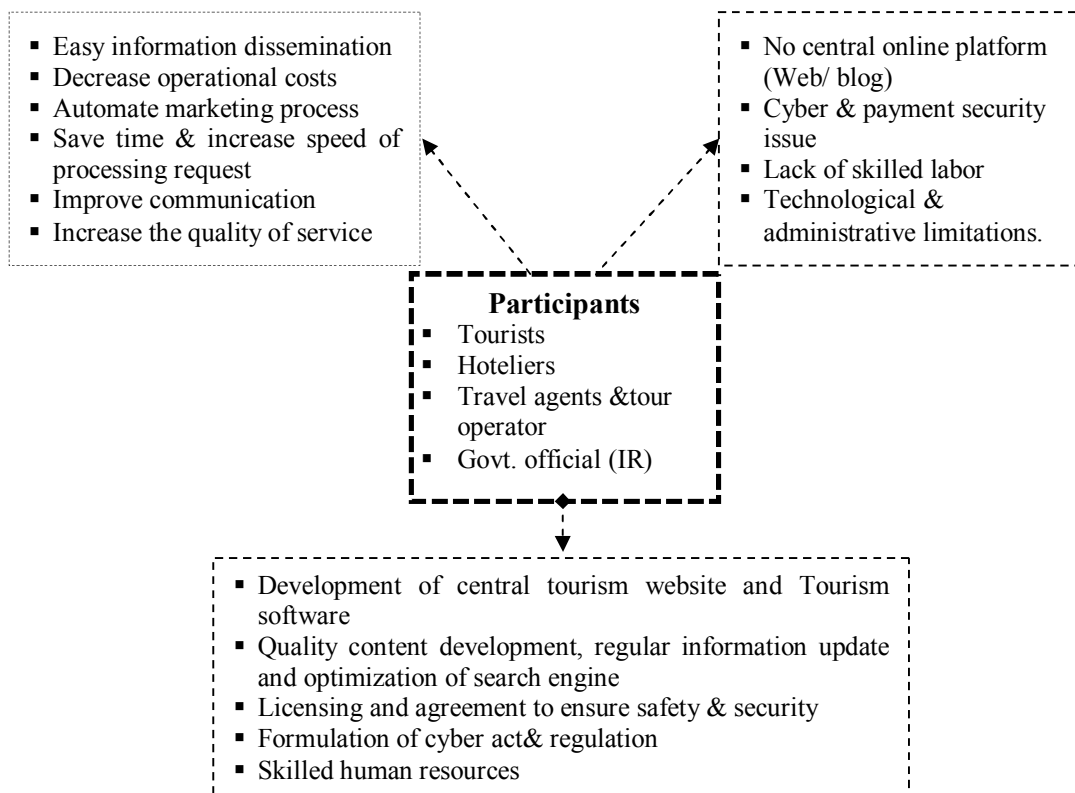 ▪ Easy information dissemination
▪ Decrease operational costs
▪ Automate marketing process
▪ Save time & increase speed of
processing request
▪ Improve communication
▪ Increase the quality of service
▪ No central online platform
(Web/ blog)
▪ Cyber & payment security
issue
▪ Lack of skilled labor
▪ Technological &
administrative limitations.
Participants
▪ Tourists
▪ Hoteliers
▪ Travel agents &tour
operator
▪ Govt. official (IR)
▪ Development of central tourism website and Tourism
software
▪ Quality content development, regular information update
and optimization of search engine
▪ Licensing and agreement to ensure safety & security
▪ Formulation of cyber act& regulation
▪ Skilled human resources